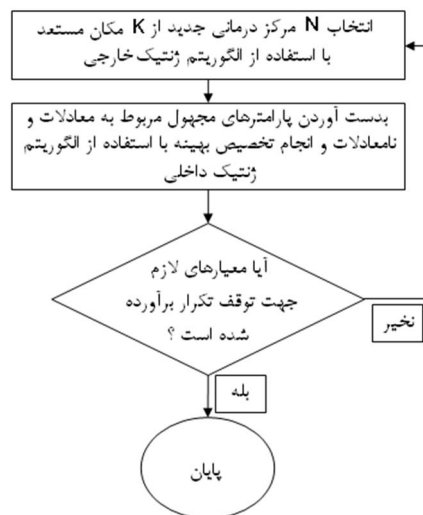 انتخاب N مرکز درمانی جدید از K مکان مستعد
با استفاده از الگوریتم ژنتیک خارجی
بدست آوردن پارامترهای مجهول مربوط به معادلات و
نامعادلات و انجام تخصیص بهینه با استفاده از الگوریتم
ژنتیک داخلی
آیا معیارهای لازم
جهت توقف تکرار برآورده
شده است ؟
نخیر
بله
پایان